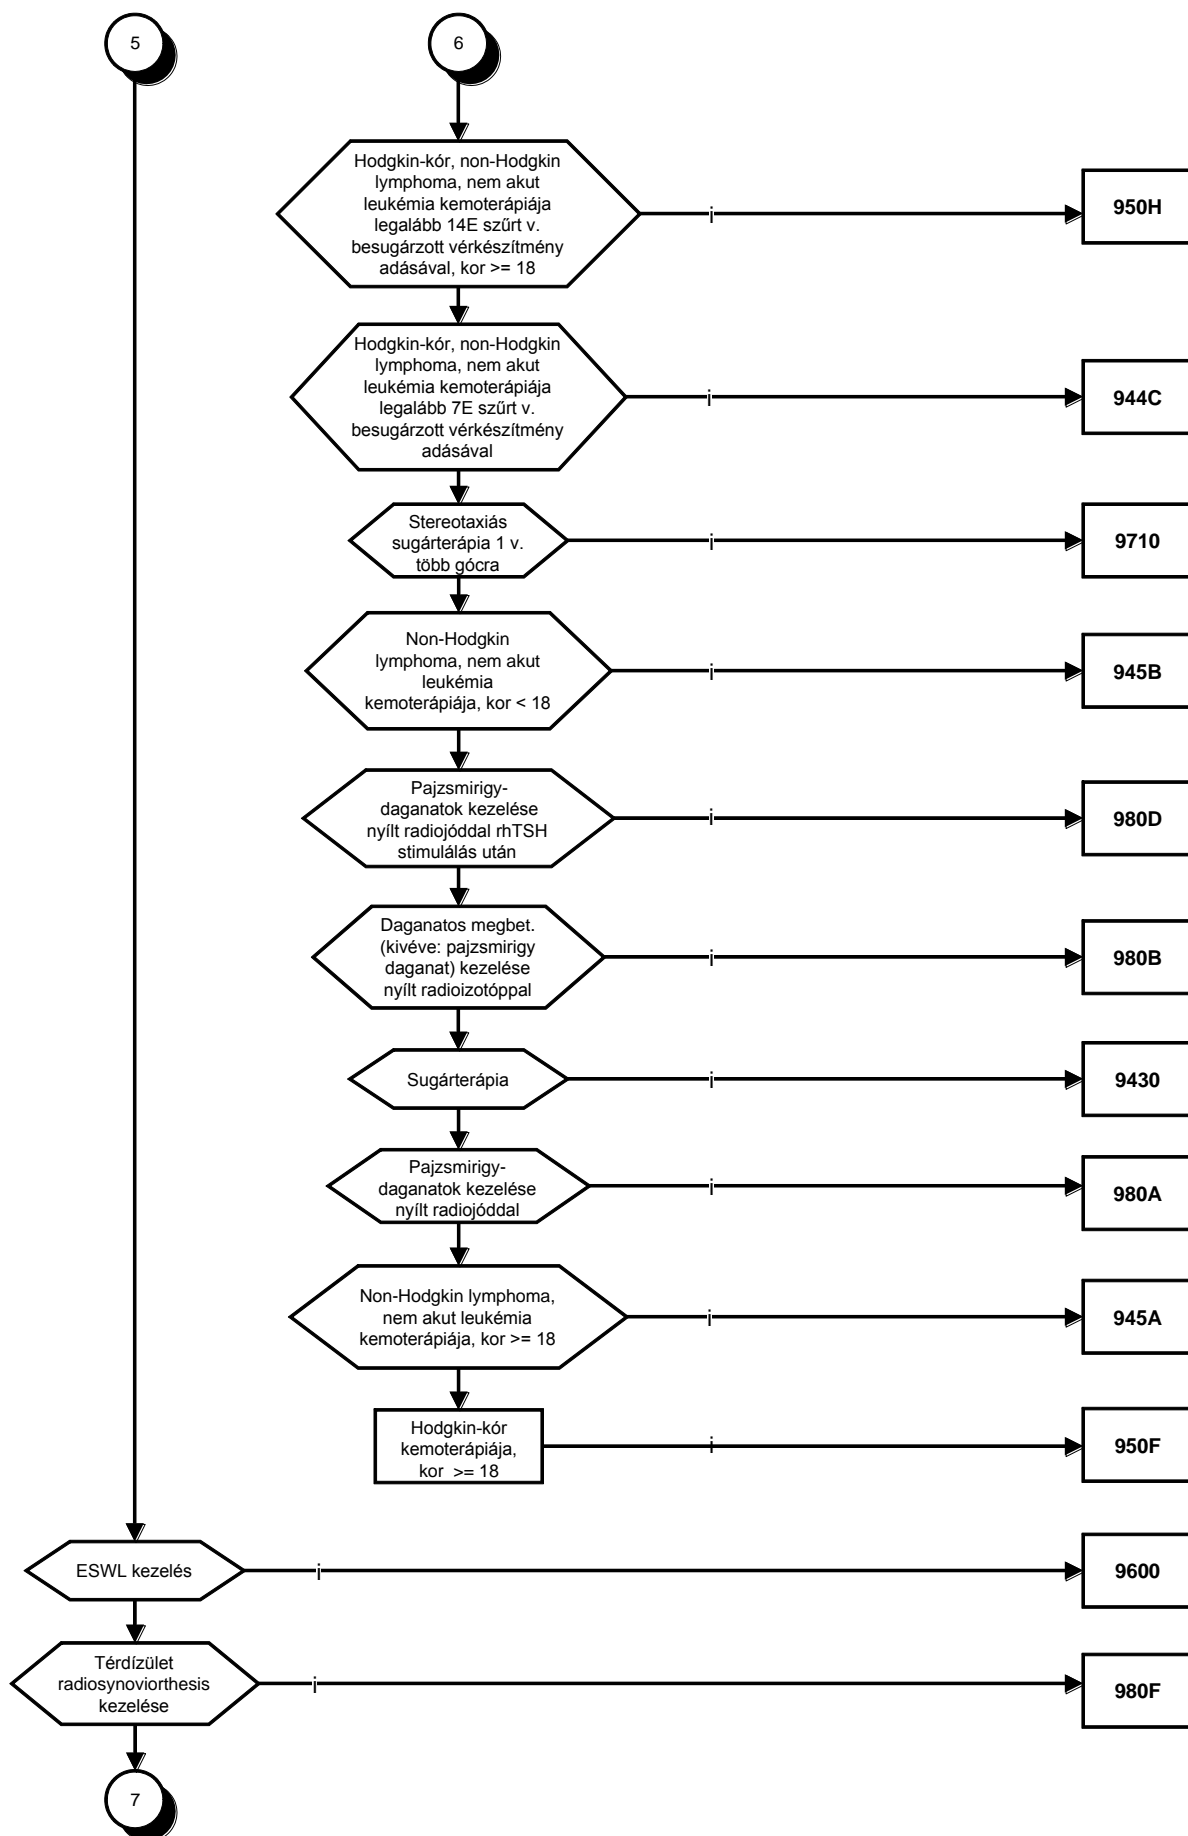 5
6
Hodgkin-kór, non-Hodgkin
lymphoma, nem akut
leukémia kemoterápiája
legalább 14E szűrt v.
besugárzott vérkészítmény
adásával, kor >= 18
i
950H
Hodgkin-kór, non-Hodgkin
lymphoma, nem akut
leukémia kemoterápiája
legalább 7E szűrt v.
besugárzott vérkészítmény
adásával
i
944C
Stereotaxiás
sugárterápia 1 v.
több gócra
i
9710
Non-Hodgkin
lymphoma, nem akut
leukémia
kemoterápiája, kor < 18
i
945B
Pajzsmirigy-
daganatok kezelése
nyílt radiojóddal rhTSH
stimulálás után
i
980D
Daganatos megbet.
(kivéve: pajzsmirigy
daganat) kezelése
nyílt radioizotóppal
i
980B
Sugárterápia
i
9430
Pajzsmirigy-
daganatok kezelése
nyílt radiojóddal
i
980A
Non-Hodgkin lymphoma,
nem akut leukémia
kemoterápiája, kor >= 18
i
945A
Hodgkin-kór
kemoterápiája,
kor >= 18
i
950F
ESWL kezelés
i
9600
Térdízület
radiosynoviorthesis
kezelése
i
980F
7